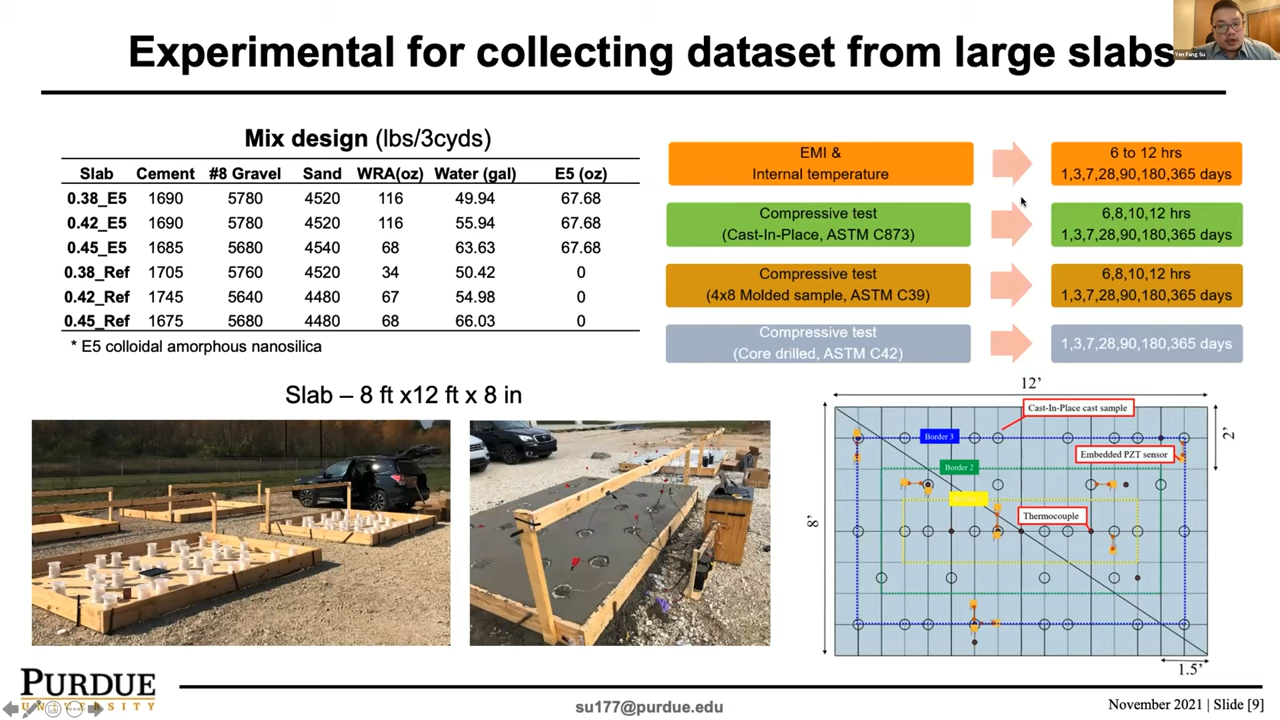 Experimental for collecting dataset from large slabs
Yen Fang Su
Mix design (lbs/3cyds)
Slab Cement #8 Gravel Sand WRA(oz) Water (gal) E5 (oz)
0.38_E5 1690 5780 4520 116 49.94 67.68
0.42_E5 1690 5780 4520 116 55.94 67.68
0.45_E5 1685 5680 4540 68 63.63 67.68
0.38_Ref 1705 5760 4520 34 50.42 0
0.42_Ref 1745 5640 4480 67 54.98 0
0.45_Ref 1675 5680 4480 68 66.03 0
* E5 colloidal amorphous nanosilica
EMI &
Internal temperature
6 to 12 hrs
1,3,7,28,90,180,365 days
Compressive test
(Cast-In-Place, ASTM C873)
6,8,10,12 hrs
1,3,7,28,90,180,365 days
Compressive test
(4x8 Molded sample, ASTM C39)
6,8,10,12 hrs
1,3,7,28,90,180,365 days
Compressive test
(Core drilled, ASTM C42)
1,3,7,28,90,180,365 days
Slab – 8 ft x12 ft x 8 in
12’
Cast-In-Place cast sample
Border 3
2’
Embedded PZT sensor
Border 2
Thermocouple
8’
1.5’
PURDUE
UNIVERSITY
su177@purdue.edu
November 2021 | Slide [9]